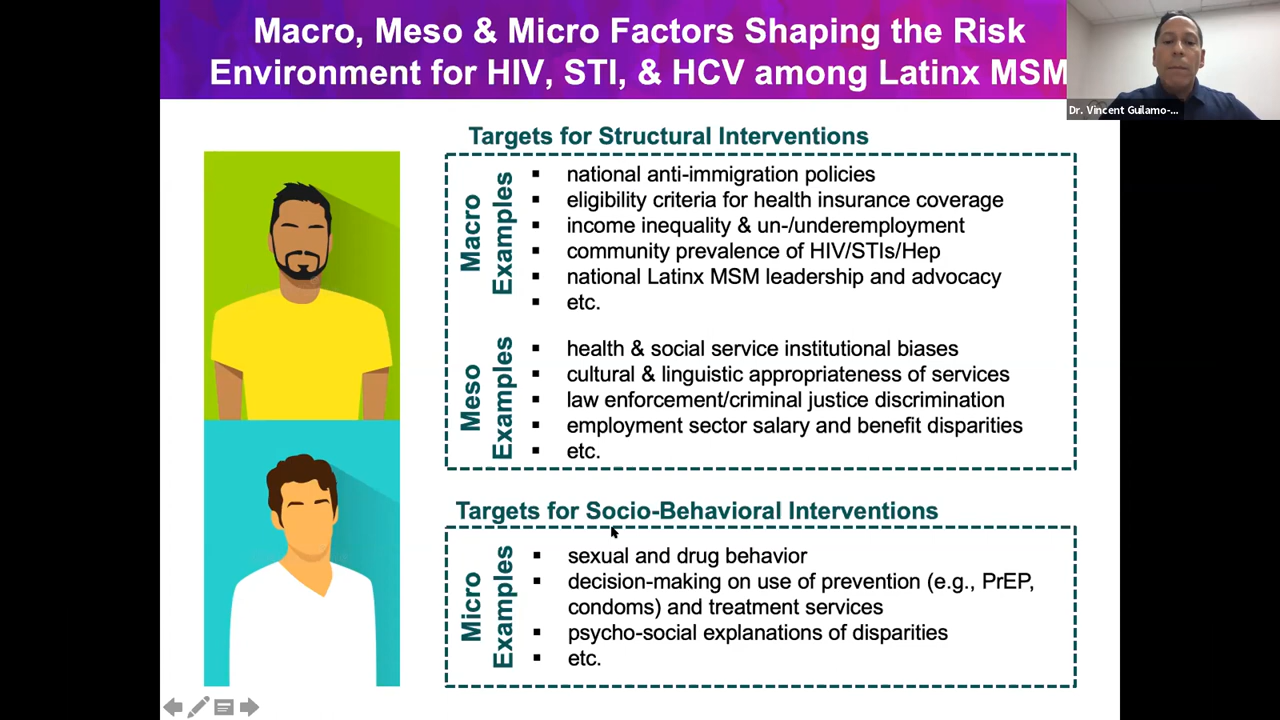 Macro, Meso & Micro Factors Shaping the Risk
Environment for HIV, STI, & HCV among Latinx MSM
Dr. Vincent Guilamo-...
Targets for Structural Interventions
Macro
Examples
▪ national anti-immigration policies
▪ eligibility criteria for health insurance coverage
▪ income inequality & un-/underemployment
▪ community prevalence of HIV/STIs/Hep
▪ national Latinx MSM leadership and advocacy
▪ etc.
Meso
Examples
▪ health & social service institutional biases
▪ cultural & linguistic appropriateness of services
▪ law enforcement/criminal justice discrimination
▪ employment sector salary and benefit disparities
▪ etc.
Targets for Socio-Behavioral Interventions
Micro
Examples
▪ sexual and drug behavior
▪ decision-making on use of prevention (e.g., PrEP,
condoms) and treatment services
▪ psycho-social explanations of disparities
▪ etc.